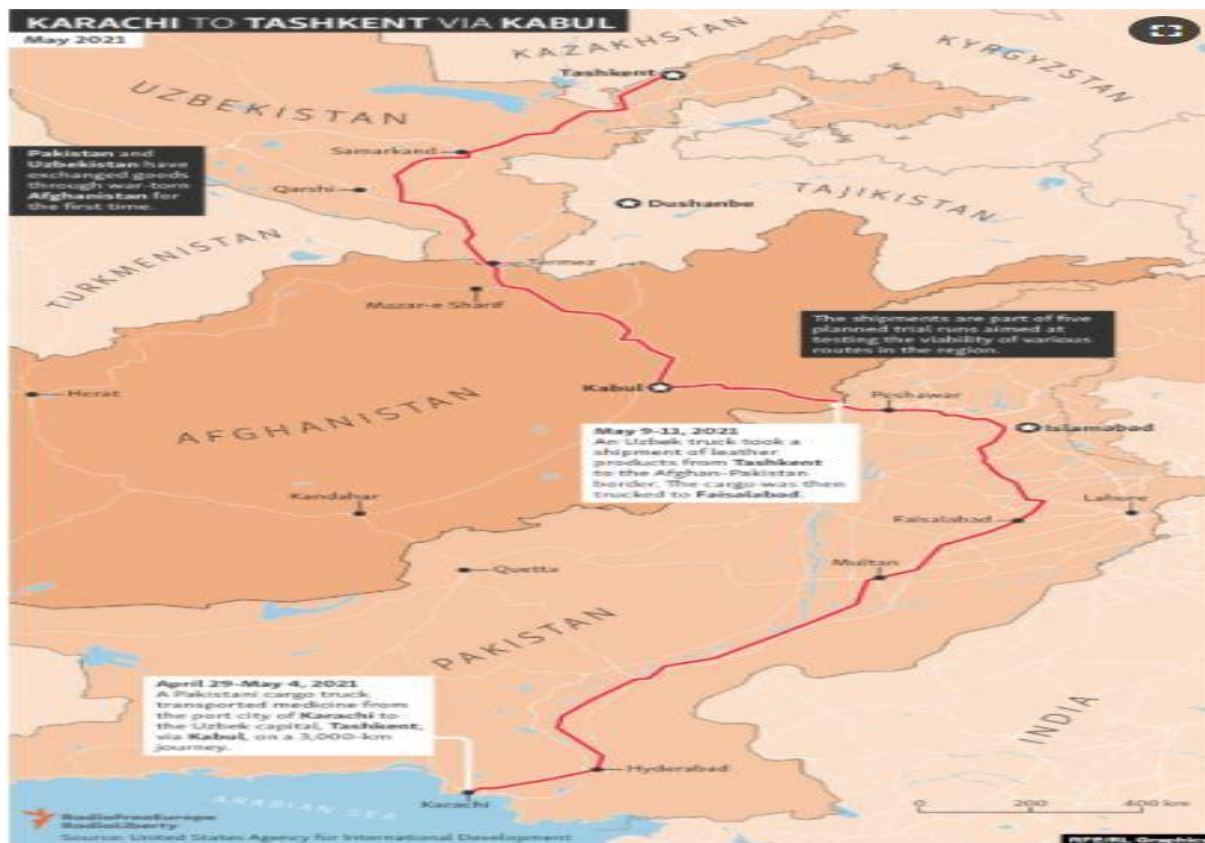 KARACHI TO TASHKENT VIA KABUL
May 2021
KAZAKHSTAN
KYRGYZSTAN
Tashkent
UZBEKISTAN
Pakistan and
Uzbekistan have
exchanged goods
through war-torn
Afghanistan for
the first time.
Samarkand
Qarshi
Dushanbe
TAJIKISTAN
TURKMENISTAN
Termez
Mazar-e Sharif
The shipments are part of five
planned trial runs aimed at
testing the viability of various
routes in the region.
Herat
Kabul
Peshawar
AFGHANISTAN
Islamabad
May 9–11, 2021
An Uzbek truck took a
shipment of leather
products from Tashkent
to the Afghan-Pakistan
border. The cargo was then
trucked to Faisalabad.
Kandahar
Lahore
Faisalabad
Quetta
Multan
PAKISTAN
April 29–May 4, 2021
A Pakistani cargo truck
transported medicine from
the port city of Karachi to
the Uzbek capital, Tashkent,
via Kabul, on a 3,000-km
journey.
INDIA
Hyderabad
Karachi
ARABIAN SEA
0 200 400 km
RadioFreeEurope
RadioLiberty
Source: United States Agency for International Development
RFE/RL Graphics